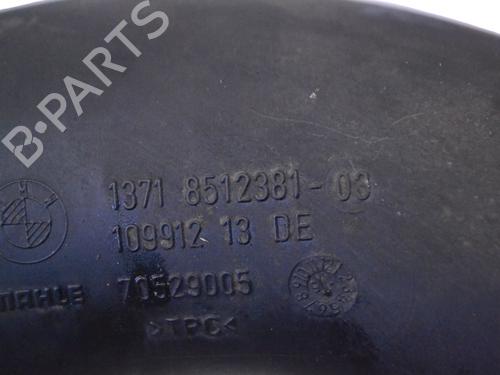 B-PARTS
1371 8512381-03
109912 13 DE
MAHLE 70529005
>TPC<